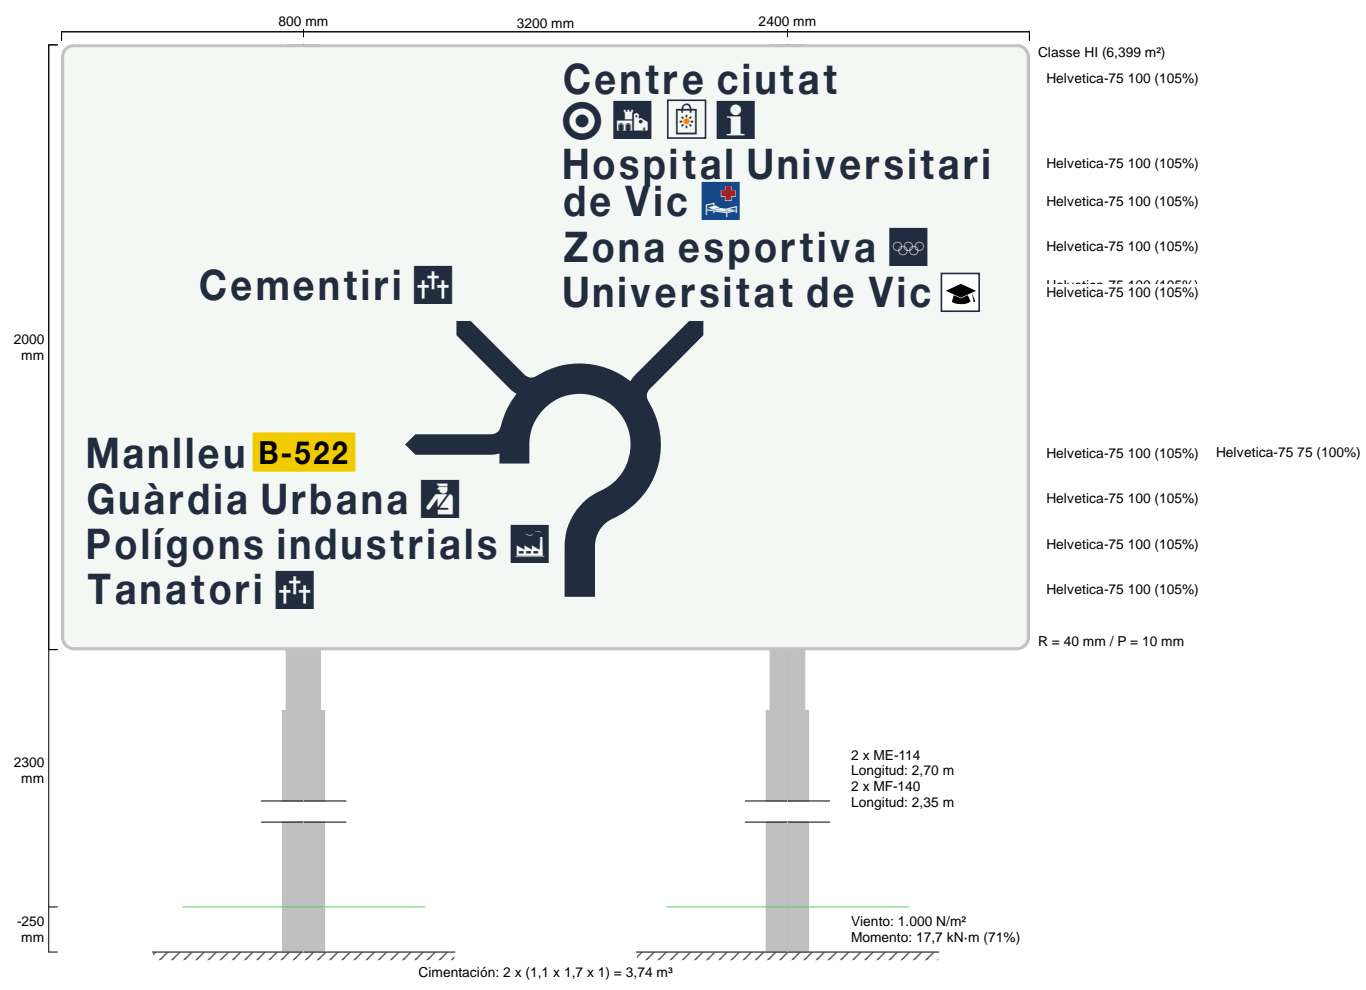 800 mm
3200 mm
2400 mm
Classe HI (6,399 m²)
Centre ciutat
Helvetica-75 100 (105%)
Hospital Universitari
Helvetica-75 100 (105%)
de Vic
Helvetica-75 100 (105%)
Zona esportiva
Helvetica-75 100 (105%)
Cementiri
Universitat de Vic
Helvetica-75 100 (105%)
2000
mm
Manlleu B-522
Helvetica-75 100 (105%) Helvetica-75 75 (100%)
Guàrdia Urbana
Helvetica-75 100 (105%)
Polígons industrials
Helvetica-75 100 (105%)
Tanatori
Helvetica-75 100 (105%)
R = 40 mm / P = 10 mm
2300
mm
2 x ME-114
Longitud: 2,70 m
2 x MF-140
Longitud: 2,35 m
-250
mm
Viento: 1.000 N/m²
Momento: 17,7 kN·m (71%)
Cimentación: 2 x (1,1 x 1,7 x 1) = 3,74 m³